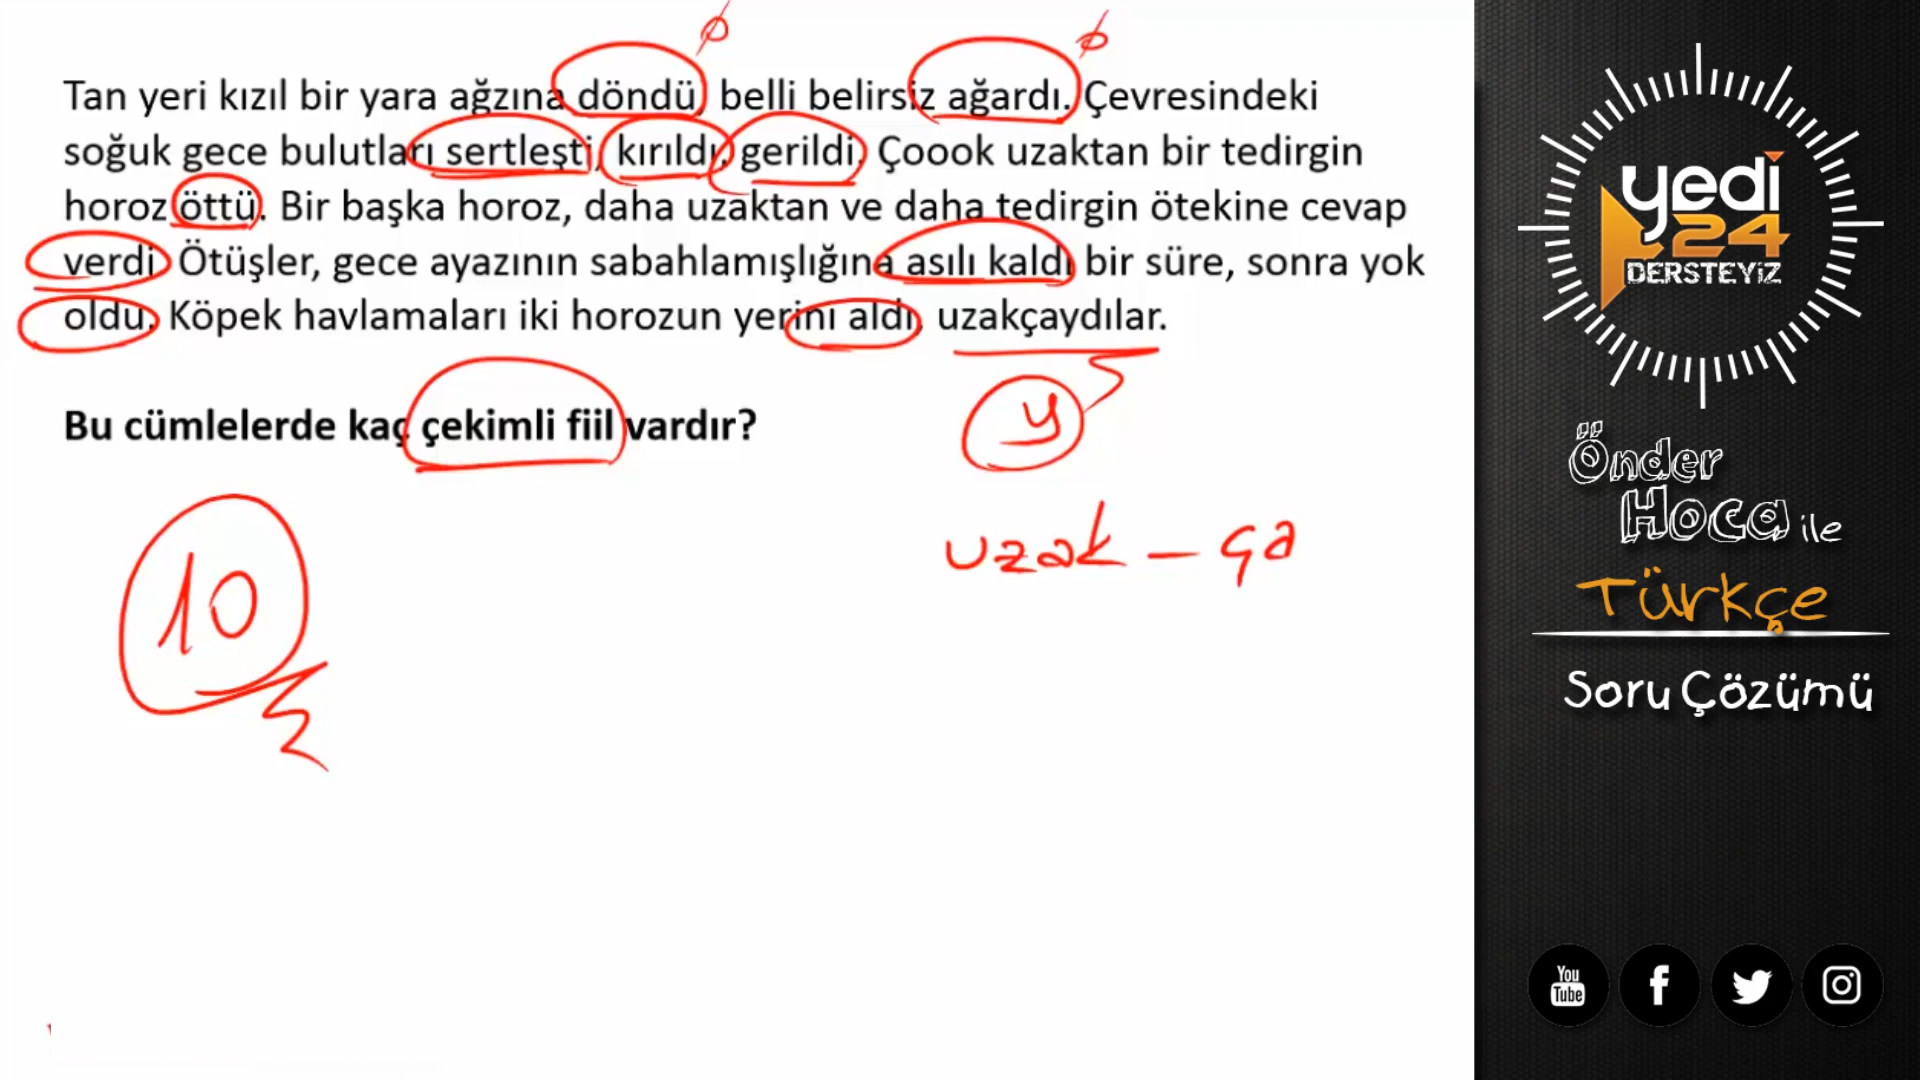 Tan yeri kızıl bir yara ağzına döndü, belli belirsiz ağardı. Çevresindeki
soğuk gece bulutları sertleşti, kırıldı, gerildi. Çoook uzaktan bir tedirgin
horoz öttü. Bir başka horoz, daha uzaktan ve daha tedirgin ötekine cevap
verdi. Ötüşler, gece ayazının sabahlamışlığına asılı kaldı bir süre, sonra yok
oldu. Köpek havlamaları iki horozun yerini aldı, uzakçaydılar.
Bu cümlelerde kaç çekimli fiil vardır?
y
uzak - ça
10
yedi
24
DERSTEYİZ
Önder
Hoca ile
Türkçe
Soru Çözümü
You
Tube